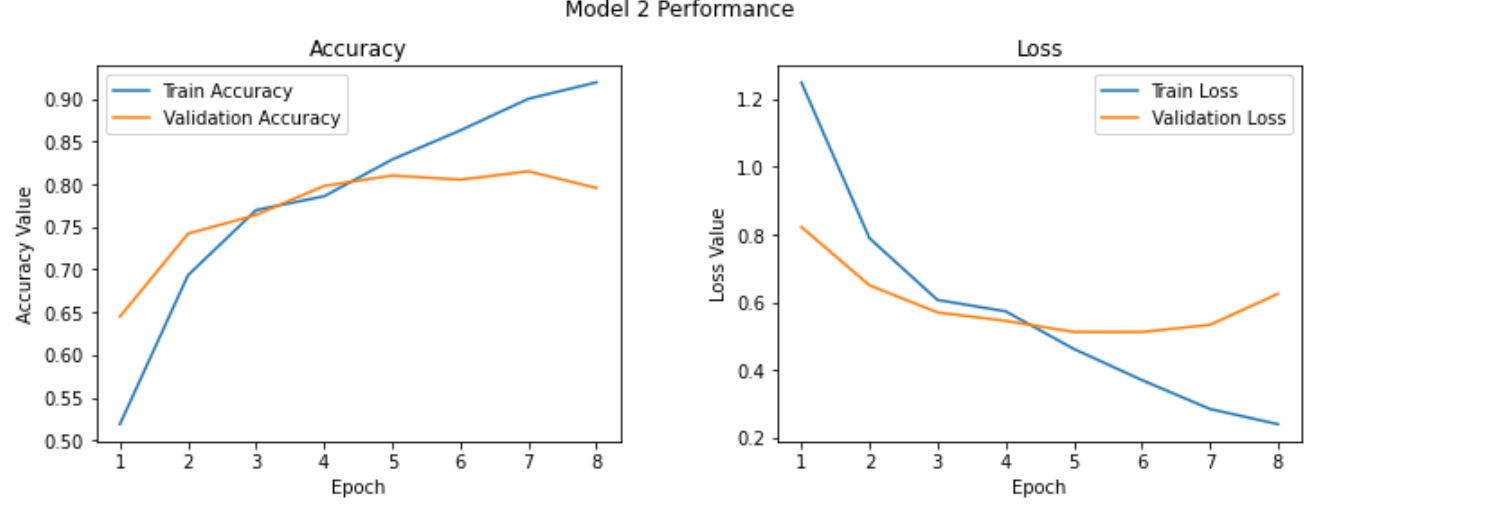 Model 2 Performance
Accuracy
Train Accuracy
Validation Accuracy
0.90
0.85
0.80
0.75
0.70
0.65
0.60
0.55
0.50
Accuracy Value
1 2 3 4 5 6 7 8
Epoch
Loss
Train Loss
Validation Loss
1.2
1.0
0.8
0.6
0.4
0.2
Loss Value
1 2 3 4 5 6 7 8
Epoch